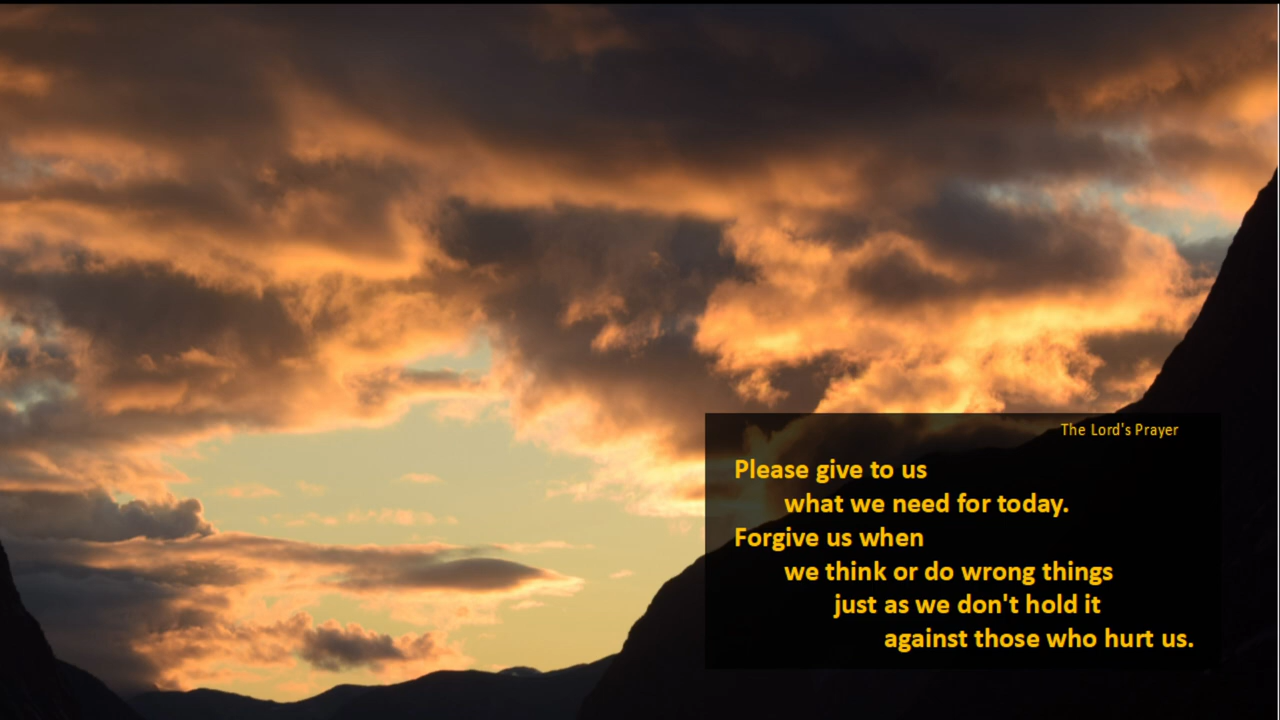 The Lord's Prayer
Please give to us
what we need for today.
Forgive us when
we think or do wrong things
just as we don't hold it
against those who hurt us.